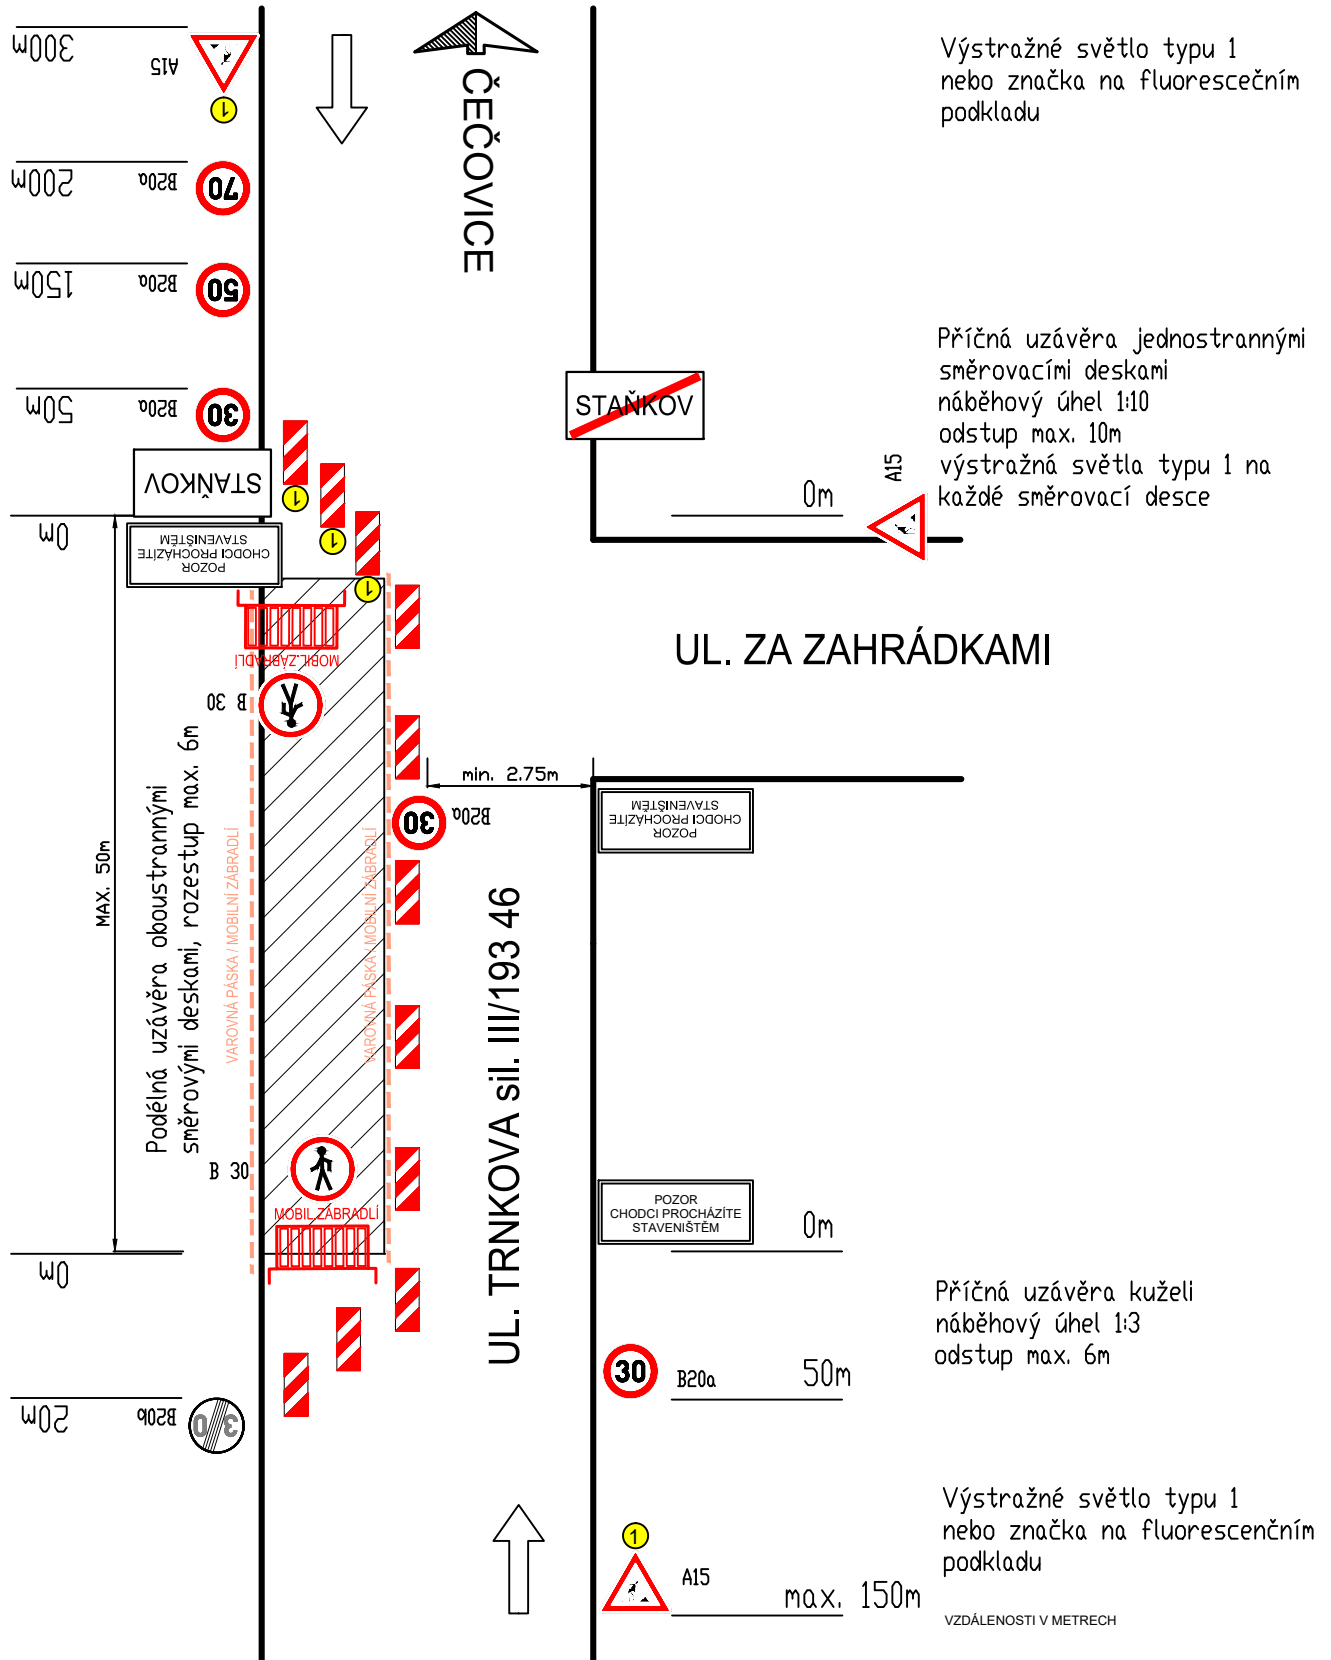 300m
A15
1
200m
B20a
70
150m
B20a
50
50m
B20a
30
STAŇKOV
0m
POZOR
CHODCI PROCHÁZÍTE
STAVENIŠTĚM
1
1
1
MOBIL.ZÁBRADLÍ
B 30
ČEČOVICE
Výstražné světlo typu 1
nebo značka na fluorescečním
podkladu
STAŇKOV
Příčná uzávěra jednostrannými
směrovacími deskami
náběhový úhel 1:10
odstup max. 10m
výstražná světla typu 1 na
každé směrovací desce
0m
A15
UL. ZA ZAHRÁDKAMI
min. 2.75m
30
B20a
POZOR
CHODCI PROCHÁZÍTE
STAVENIŠTĚM
MAX. 50m
Podélná uzávěra oboustrannými
směrovými deskami, rozestup max. 6m
VAROVNÁ PÁSKA / MOBILNÍ ZÁBRADLÍ
VAROVNÁ PÁSKA / MOBILNÍ ZÁBRADLÍ
UL. TRNKOVA sil. III/193 46
B 30
MOBIL.ZÁBRADLÍ
POZOR
CHODCI PROCHÁZÍTE
STAVENIŠTĚM
0m
0m
Příčná uzávěra kuželi
náběhový úhel 1:3
odstup max. 6m
30
B20a
50m
20m
B20b
30
Výstražné světlo typu 1
nebo značka na fluorescenčním
podkladu
1
A15
max. 150m
VZDÁLENOSTI V METRECH